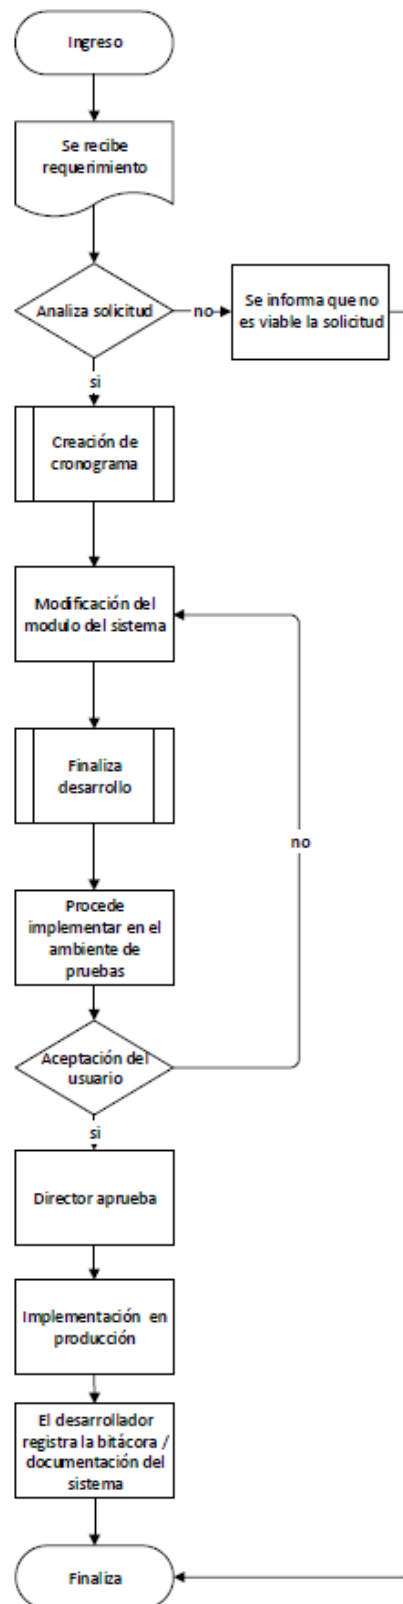 Ingreso
Se recibe
requerimiento
Analiza solicitud
no
Se informa que no
es viable la solicitud
si
Creación de
cronograma
Modificación del
modulo del sistema
Finaliza
desarrollo
no
Procede
implementar en el
ambiente de
pruebas
Aceptación del
usuario
si
Director aprueba
Implementación en
producción
El desarrollador
registra la bitácora /
documentación del
sistema
Finaliza